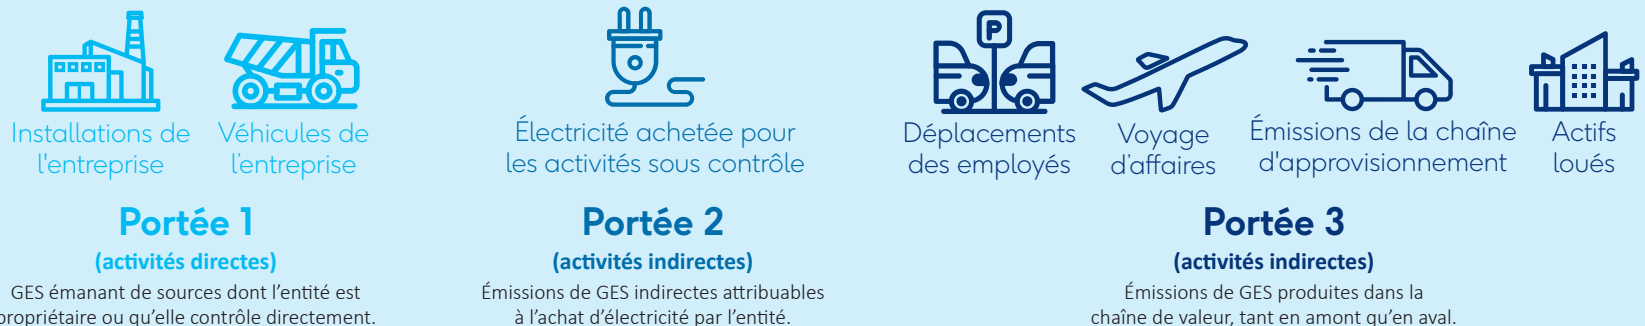 P
Installations de
l'entreprise
Véhicules de
l'entreprise
Électricité achetée pour
les activités sous contrôle
Déplacements
des employés
Voyage
d'affaires
Émissions de la chaîne
d'approvisionnement
Actifs
loués
Portée 1
(activités directes)
GES émanant de sources dont l'entité est
propriétaire ou qu'elle contrôle directement.
Portée 2
(activités indirectes)
Émissions de GES indirectes attribuables
à l'achat d'électricité par l'entité.
Portée 3
(activités indirectes)
Émissions de GES produites dans la
chaîne de valeur, tant en amont qu'en aval.